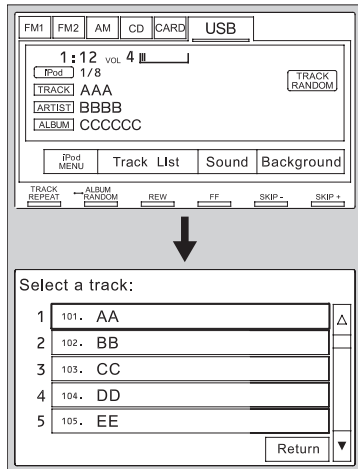 FM1 FM2 AM CD CARD USB
1:12 VOL 4
iPod 1/8
TRACK RANDOM
TRACK AAA
ARTIST BBBB
ALBUM CCCCCC
iPod MENU Track LIst Sound Background
TRACK REPEAT ALBUM RANDOM REW FF SKIP - SKIP +
Select a track:
1 101. AA
2 102. BB
3 103. CC
4 104. DD
5 105. EE
Return